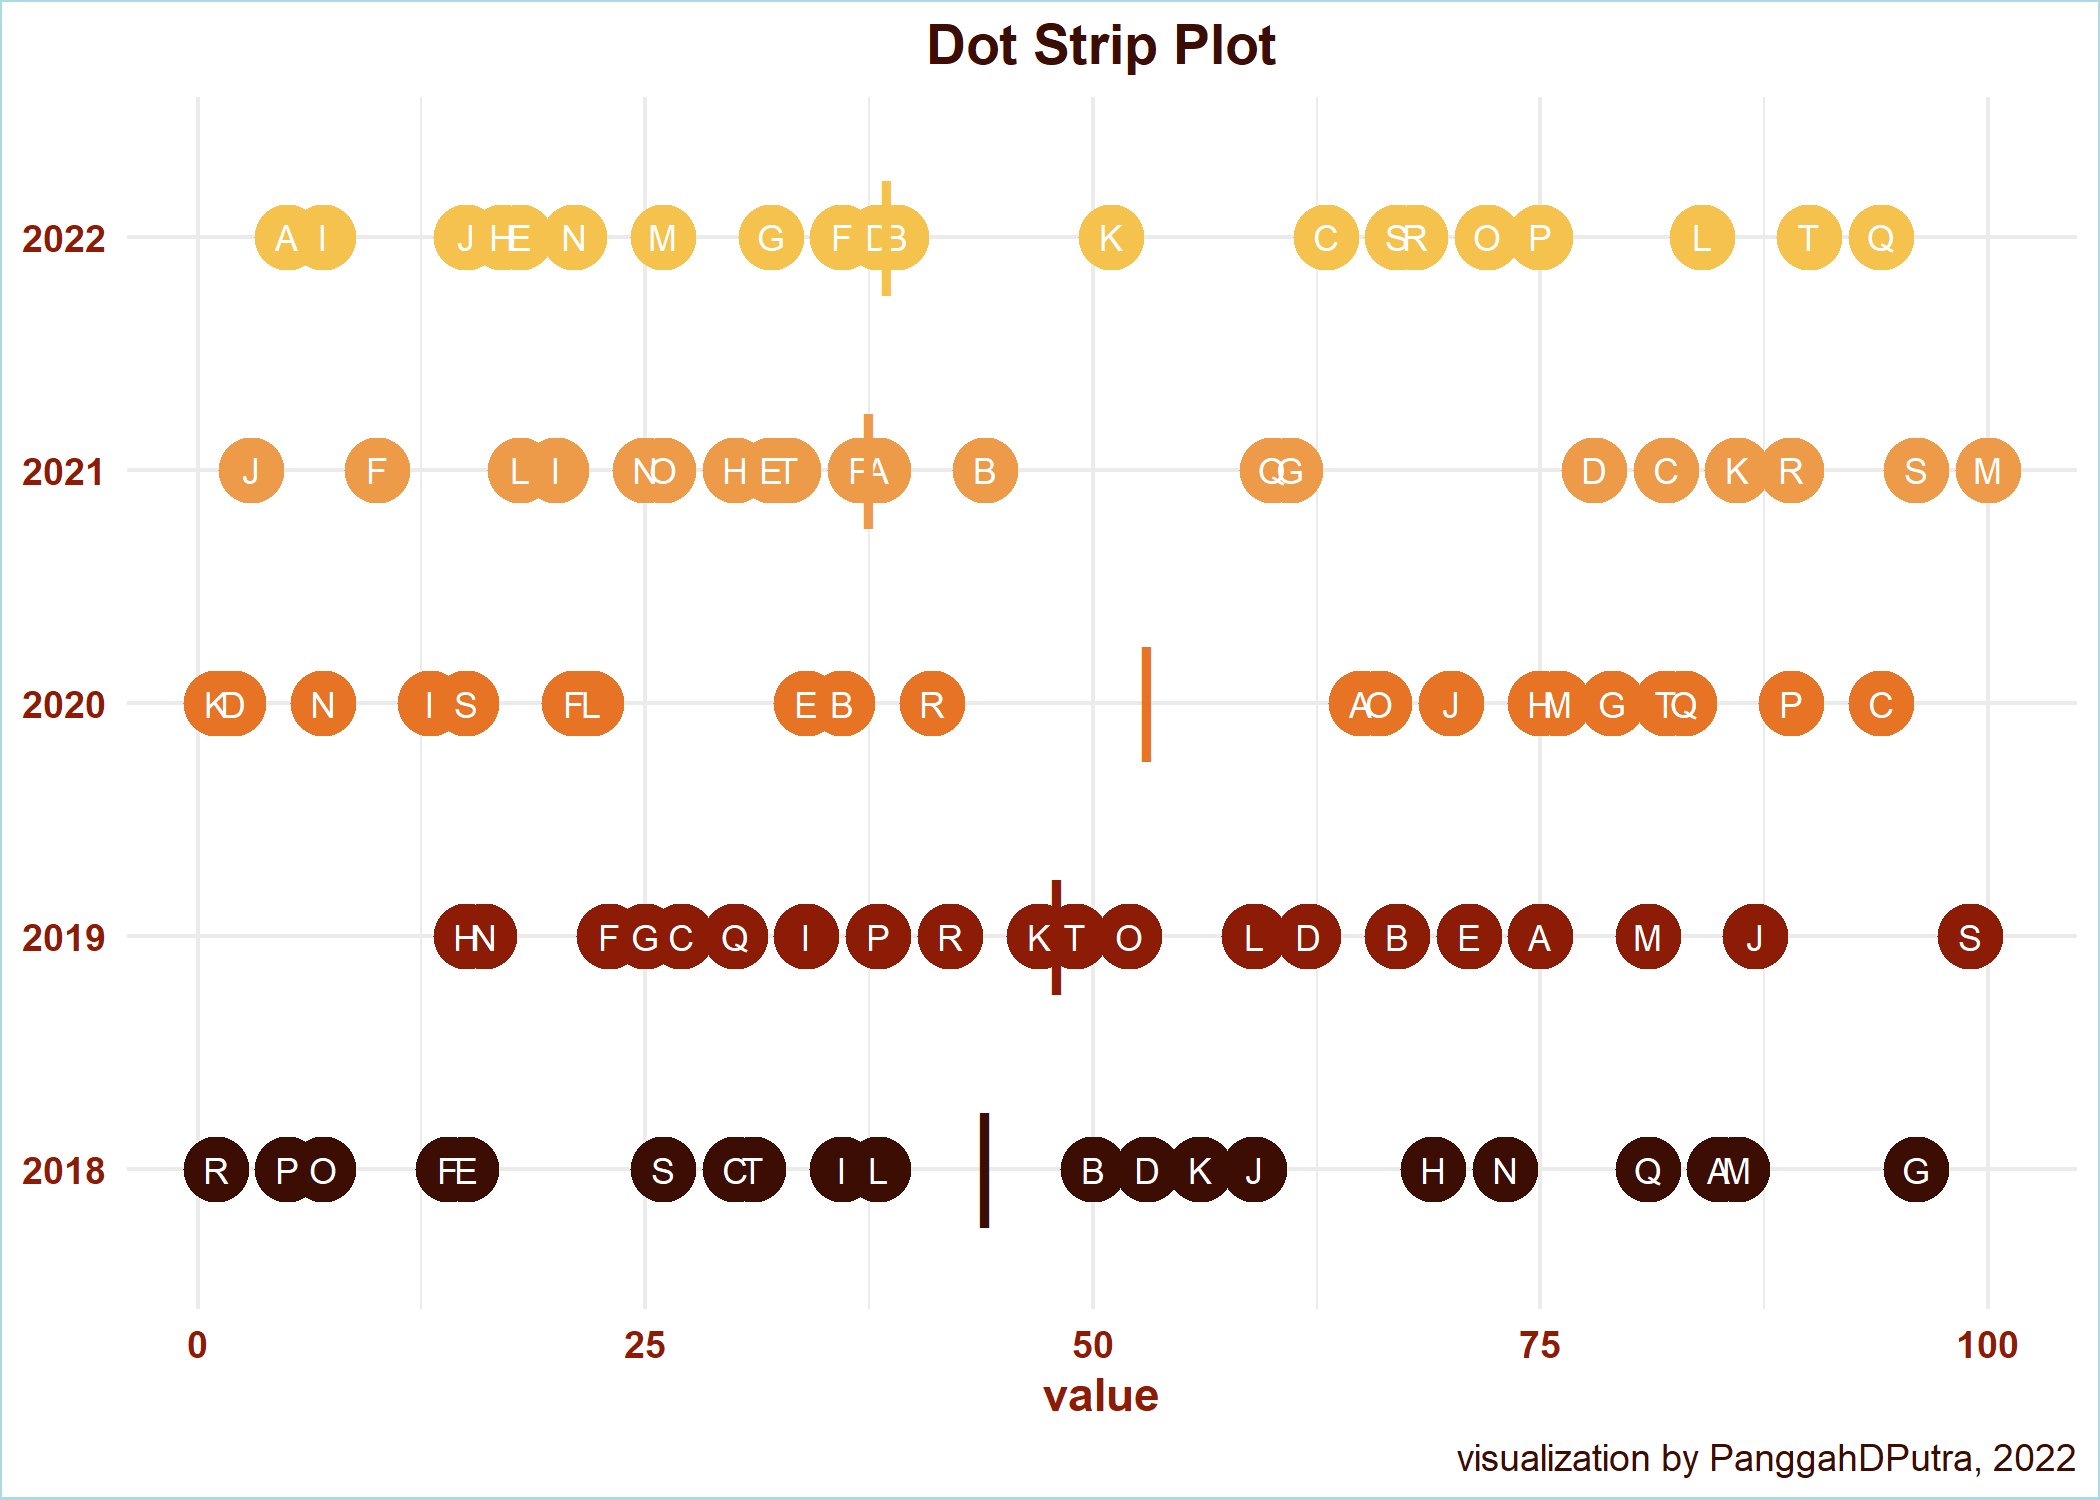 Dot Strip Plot
2022 A I J H E N M G F D B K C S R O P L T Q
2021 J F L I N O H E T P A B Q G D C K R S M
2020 K D N I S F L E B R A O J H M G T Q P C
2019 H N F G C Q I P R K T O L D B E A M J S
2018 R P O F E S C T I L B D K J H N Q A M G
0 25 50 75 100
value
visualization by PanggahDPutra, 2022